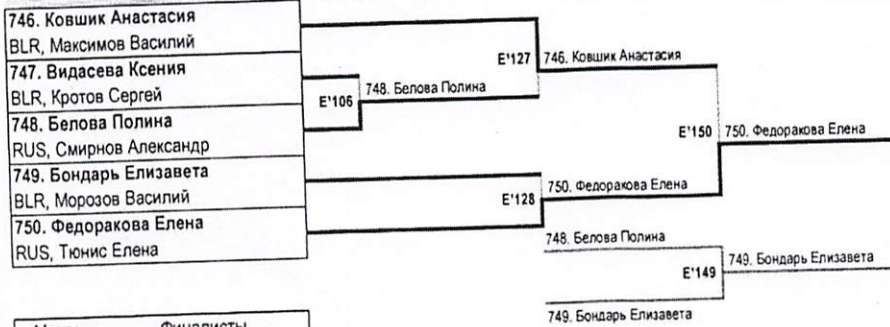 746. Ковшик Анастасия
BLR, Максимов Василий
747. Видасева Ксения
BLR, Кротов Сергей
748. Белова Полина
RUS, Смирнов Александр
749. Бондарь Елизавета
BLR, Морозов Василий
750. Федоракова Елена
RUS, Тюнис Елена
E'106
748. Белова Полина
E'127
746. Ковшик Анастасия
E'128
750. Федоракова Елена
E'150
750. Федоракова Елена
748. Белова Полина
E'149
749. Бондарь Елизавета
749. Бондарь Елизавета
Финалисты